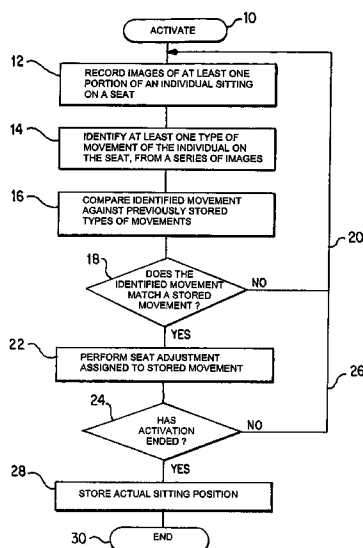 ACTIVATE
10
12
RECORD IMAGES OF AT LEAST ONE
PORTION OF AN INDIVIDUAL SITTING
ON A SEAT
14
IDENTIFY AT LEAST ONE TYPE OF
MOVEMENT OF THE INDIVIDUAL ON
THE SEAT, FROM A SERIES OF IMAGES
16
COMPARE IDENTIFIED MOVEMENT
AGAINST PREVIOUSLY STORED
TYPES OF MOVEMENTS
18
DOES THE
IDENTIFIED MOVEMENT
MATCH A STORED
MOVEMENT ?
NO
20
YES
22
PERFORM SEAT ADJUSTMENT
ASSIGNED TO STORED MOVEMENT
24
HAS
ACTIVATION
ENDED ?
NO
26
YES
28
STORE ACTUAL SITTING POSITION
30
END